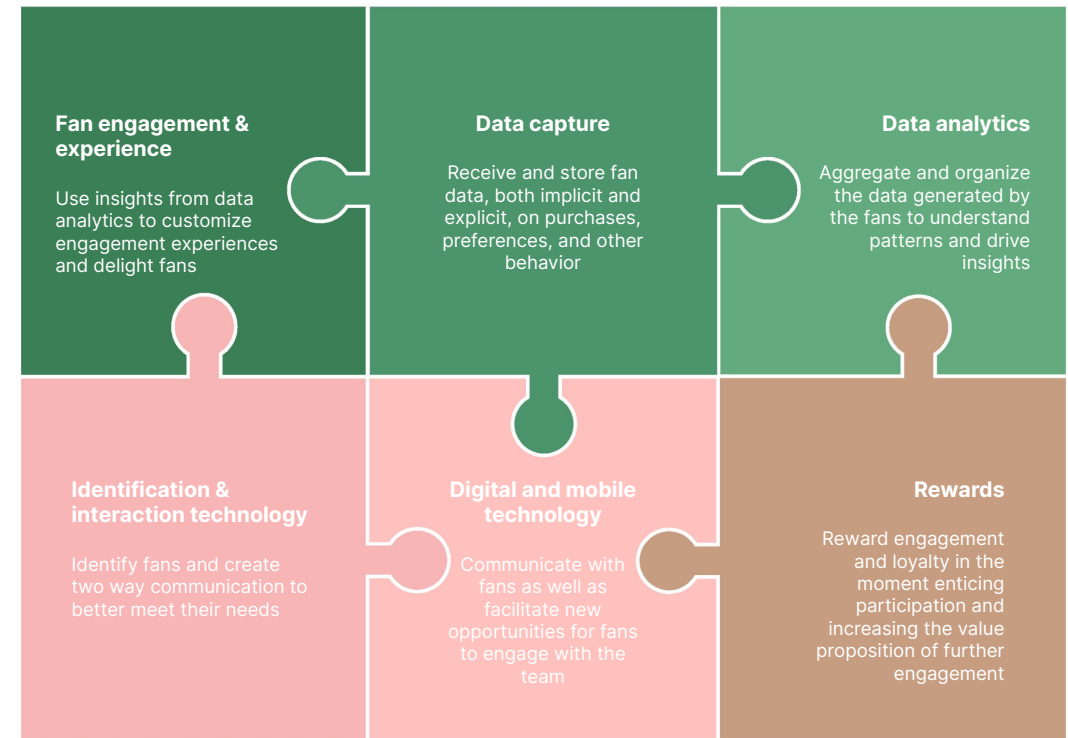 Fan engagement &
experience
Use insights from data
analytics to customize
engagement experiences
and delight fans
Data capture
Receive and store fan
data, both implicit and
explicit, on purchases,
preferences, and other
behavior
Data analytics
Aggregate and organize
the data generated by
the fans to understand
patterns and drive
insights
Identification &
interaction technology
Identify fans and create
two way communication to
better meet their needs
Digital and mobile
technology
Communicate with
fans as well as
facilitate new
opportunities for fans
to engage with the
team
Rewards
Reward engagement
and loyalty in the
moment enticing
participation and
increasing the value
proposition of further
engagement